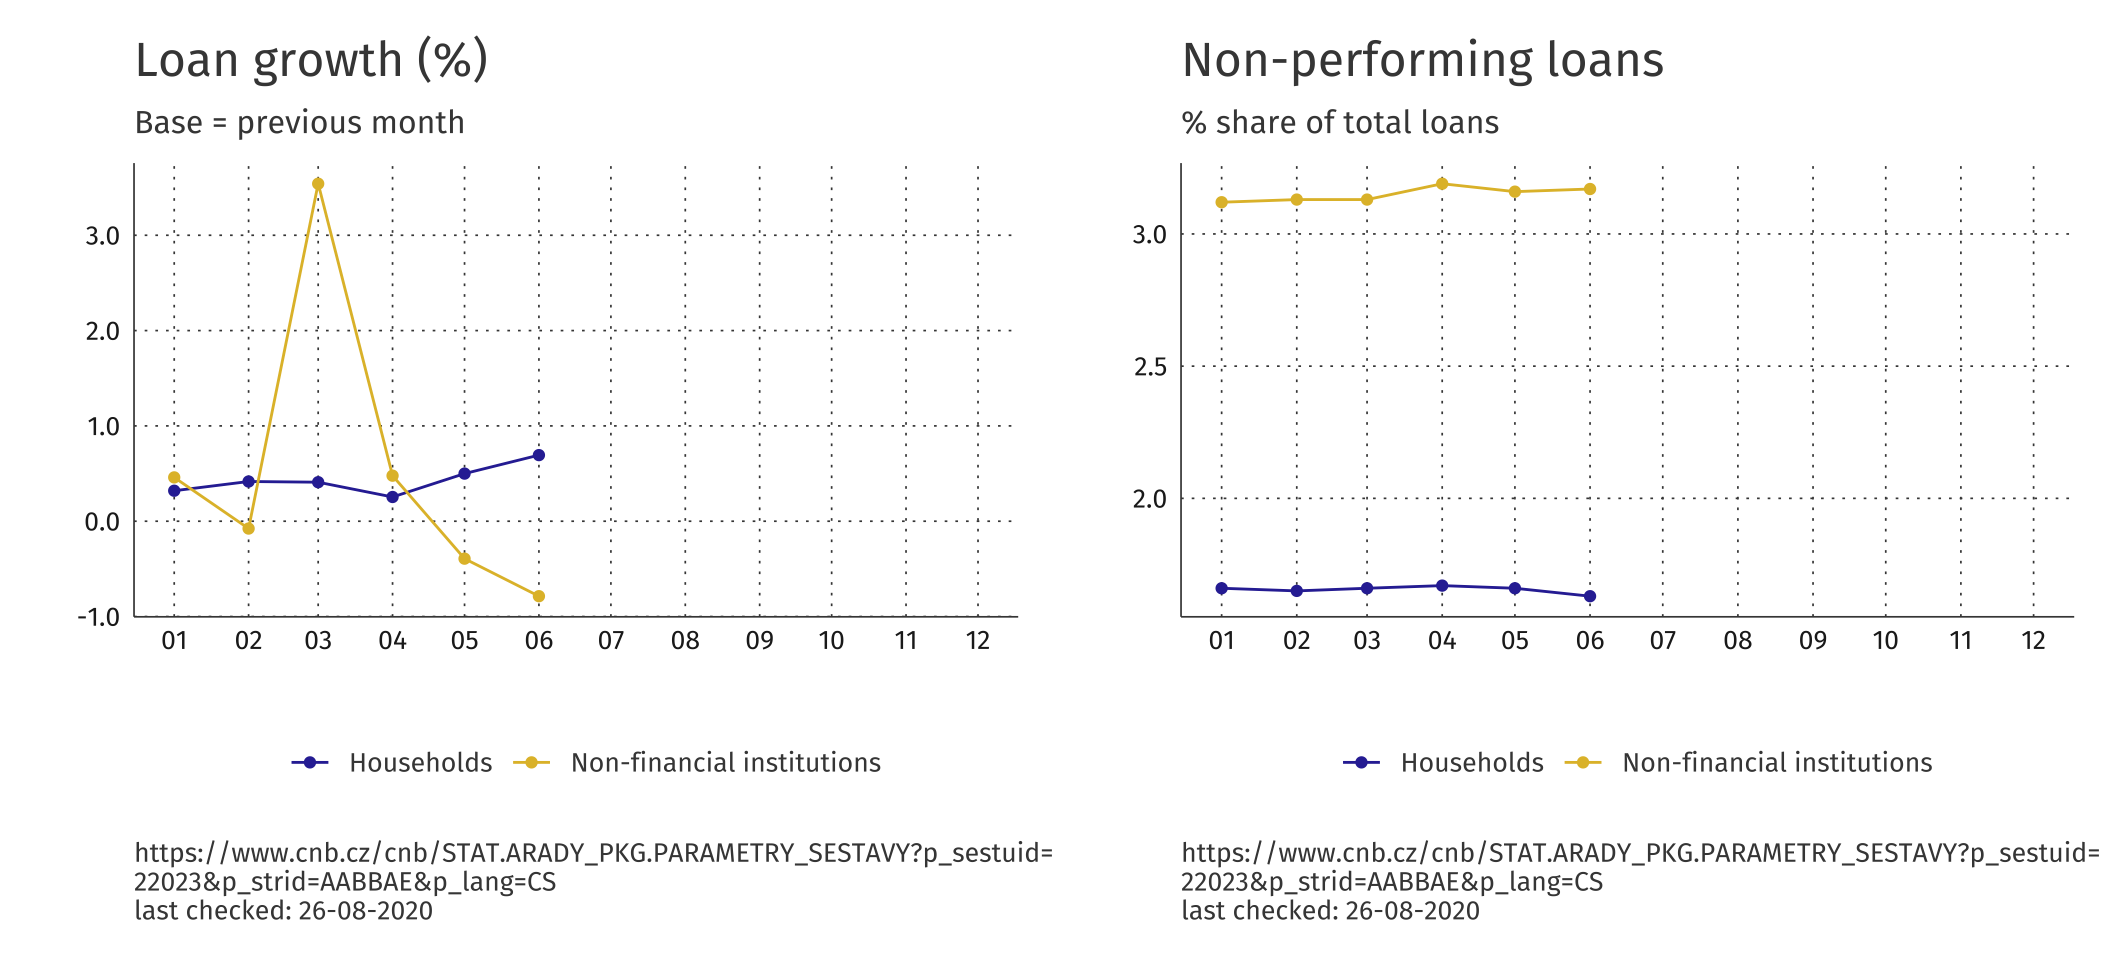 Loan growth (%)
Base = previous month
3.0
2.0
1.0
0.0
-1.0
01 02 03 04 05 06 07 08 09 10 11 12
Households Non-financial institutions
https://www.cnb.cz/cnb/STAT.ARADY_PKG.PARAMETRY_SESTAVY?p_sestuid=
22023&p_strid=AABBAE&p_lang=CS
last checked: 26-08-2020
Non-performing loans
% share of total loans
3.0
2.5
2.0
01 02 03 04 05 06 07 08 09 10 11 12
Households Non-financial institutions
https://www.cnb.cz/cnb/STAT.ARADY_PKG.PARAMETRY_SESTAVY?p_sestuid=
22023&p_strid=AABBAE&p_lang=CS
last checked: 26-08-2020